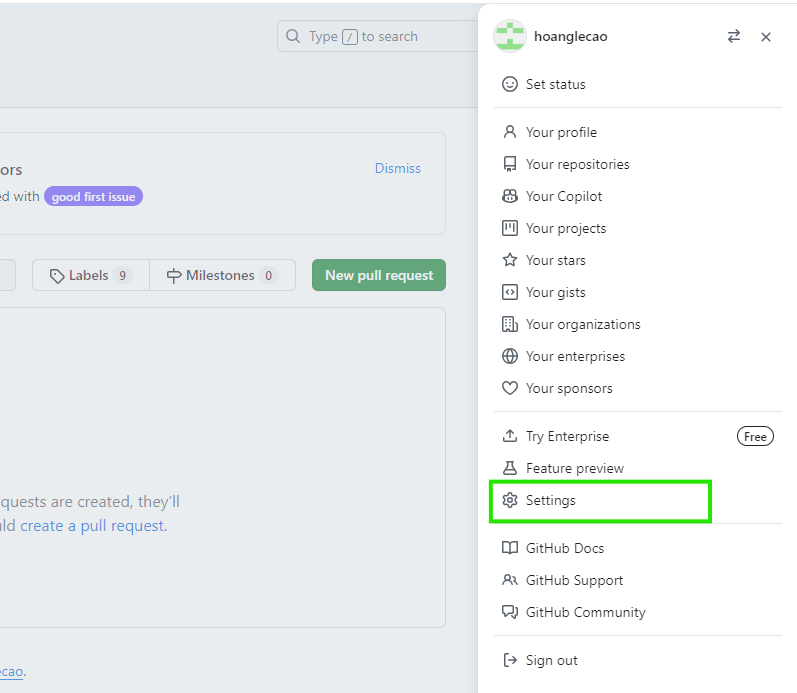 Type / to search
ors
Dismiss
ed with good first issue
Labels 9 Milestones 0 New pull request
quests are created, they'll
ld create a pull request.
ecao.
hoanglecao
Set status
Your profile
Your repositories
Your Copilot
Your projects
Your stars
Your gists
Your organizations
Your enterprises
Your sponsors
Try Enterprise Free
Feature preview
Settings
GitHub Docs
GitHub Support
GitHub Community
Sign out